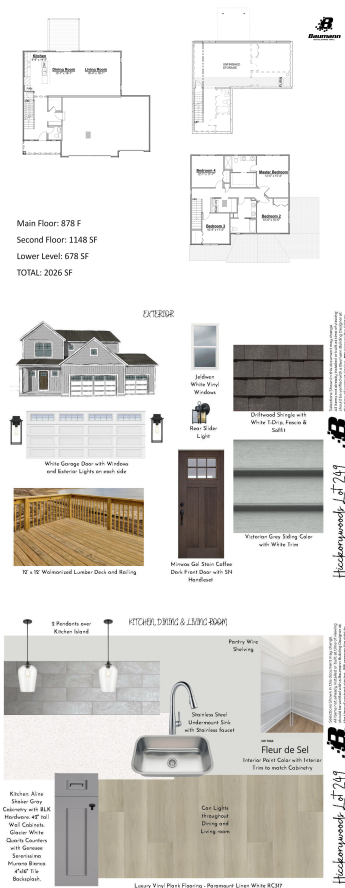 Baumann
Kitchen
Dining Room
Living Room
UNFINISHED
STORAGE
Bedroom 4
Master Bedroom
Bedroom 3
Bedroom 2
Main Floor: 878 F
Second Floor: 1148 SF
Lower Level: 678 SF
TOTAL: 2026 SF
EXTERIOR
Jeldwen
White Vinyl
Windows
Rear Slider
Light
Driftwood Shingle with
White T-Drip, Fascia &
Soffit
White Garage Door with Windows
and Exterior Lights on each side
Victorian Grey Siding Color
with White Trim
Minwax Gel Stain Coffee
Dark Front Door with SN
Handleset
12' x 12' Wolmanized Lumber Deck and Railing
Hickorywoods Lot 249
KITCHEN, DINING & LIVING ROOM
2 Pendants over
Kitchen Island
Pantry Wire
Shelving
Stainless Steel
Undermount Sink
with Stainless faucet
Fleur de Sel
Interior Paint Color with Interior
Trim to match Cabinetry
Kitchen: Aline
Shaker Gray
Cabinetry with BLK
Hardware, 42" tall
Wall Cabinets,
Glacier White
Quartz Counters
with Genesee
Serenissima
Murano Bianca
4"x16" Tile
Backsplash.
Can Lights
throughout
Dining and
Living room
Luxury Vinyl Plank Flooring - Paramount Linen White RC317
Hickorywoods Lot 249